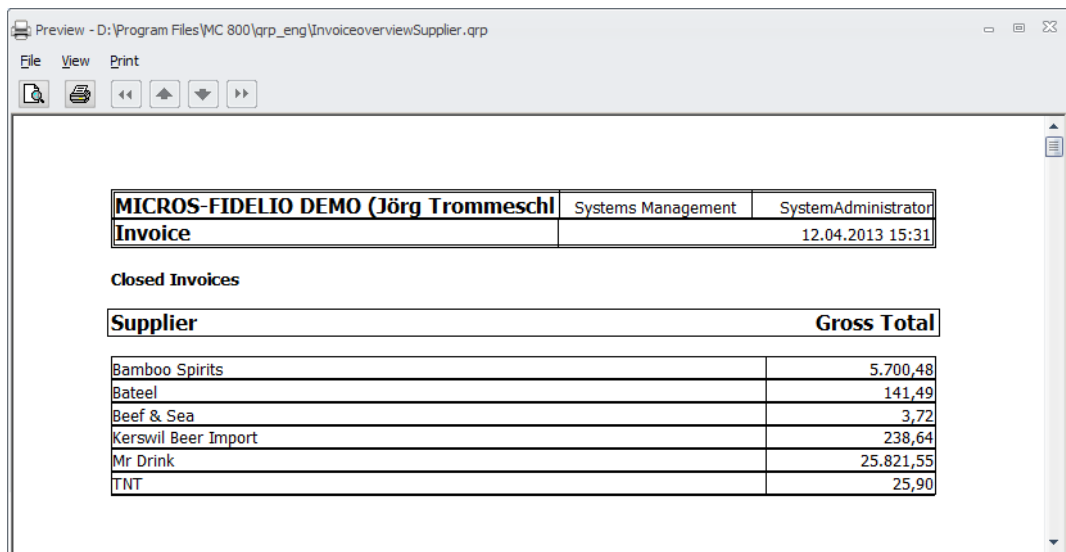 Preview - D:\Program Files\MC 800\qrp_eng\InvoiceoverviewSupplier.qrp
File View Print
MICROS-FIDELIO DEMO (Jörg Trommeschl Systems Management SystemAdministrator
Invoice 12.04.2013 15:31
Closed Invoices
Supplier Gross Total
Bamboo Spirits 5.700,48
Bateel 141,49
Beef & Sea 3,72
Kerswil Beer Import 238,64
Mr Drink 25.821,55
TNT 25,90